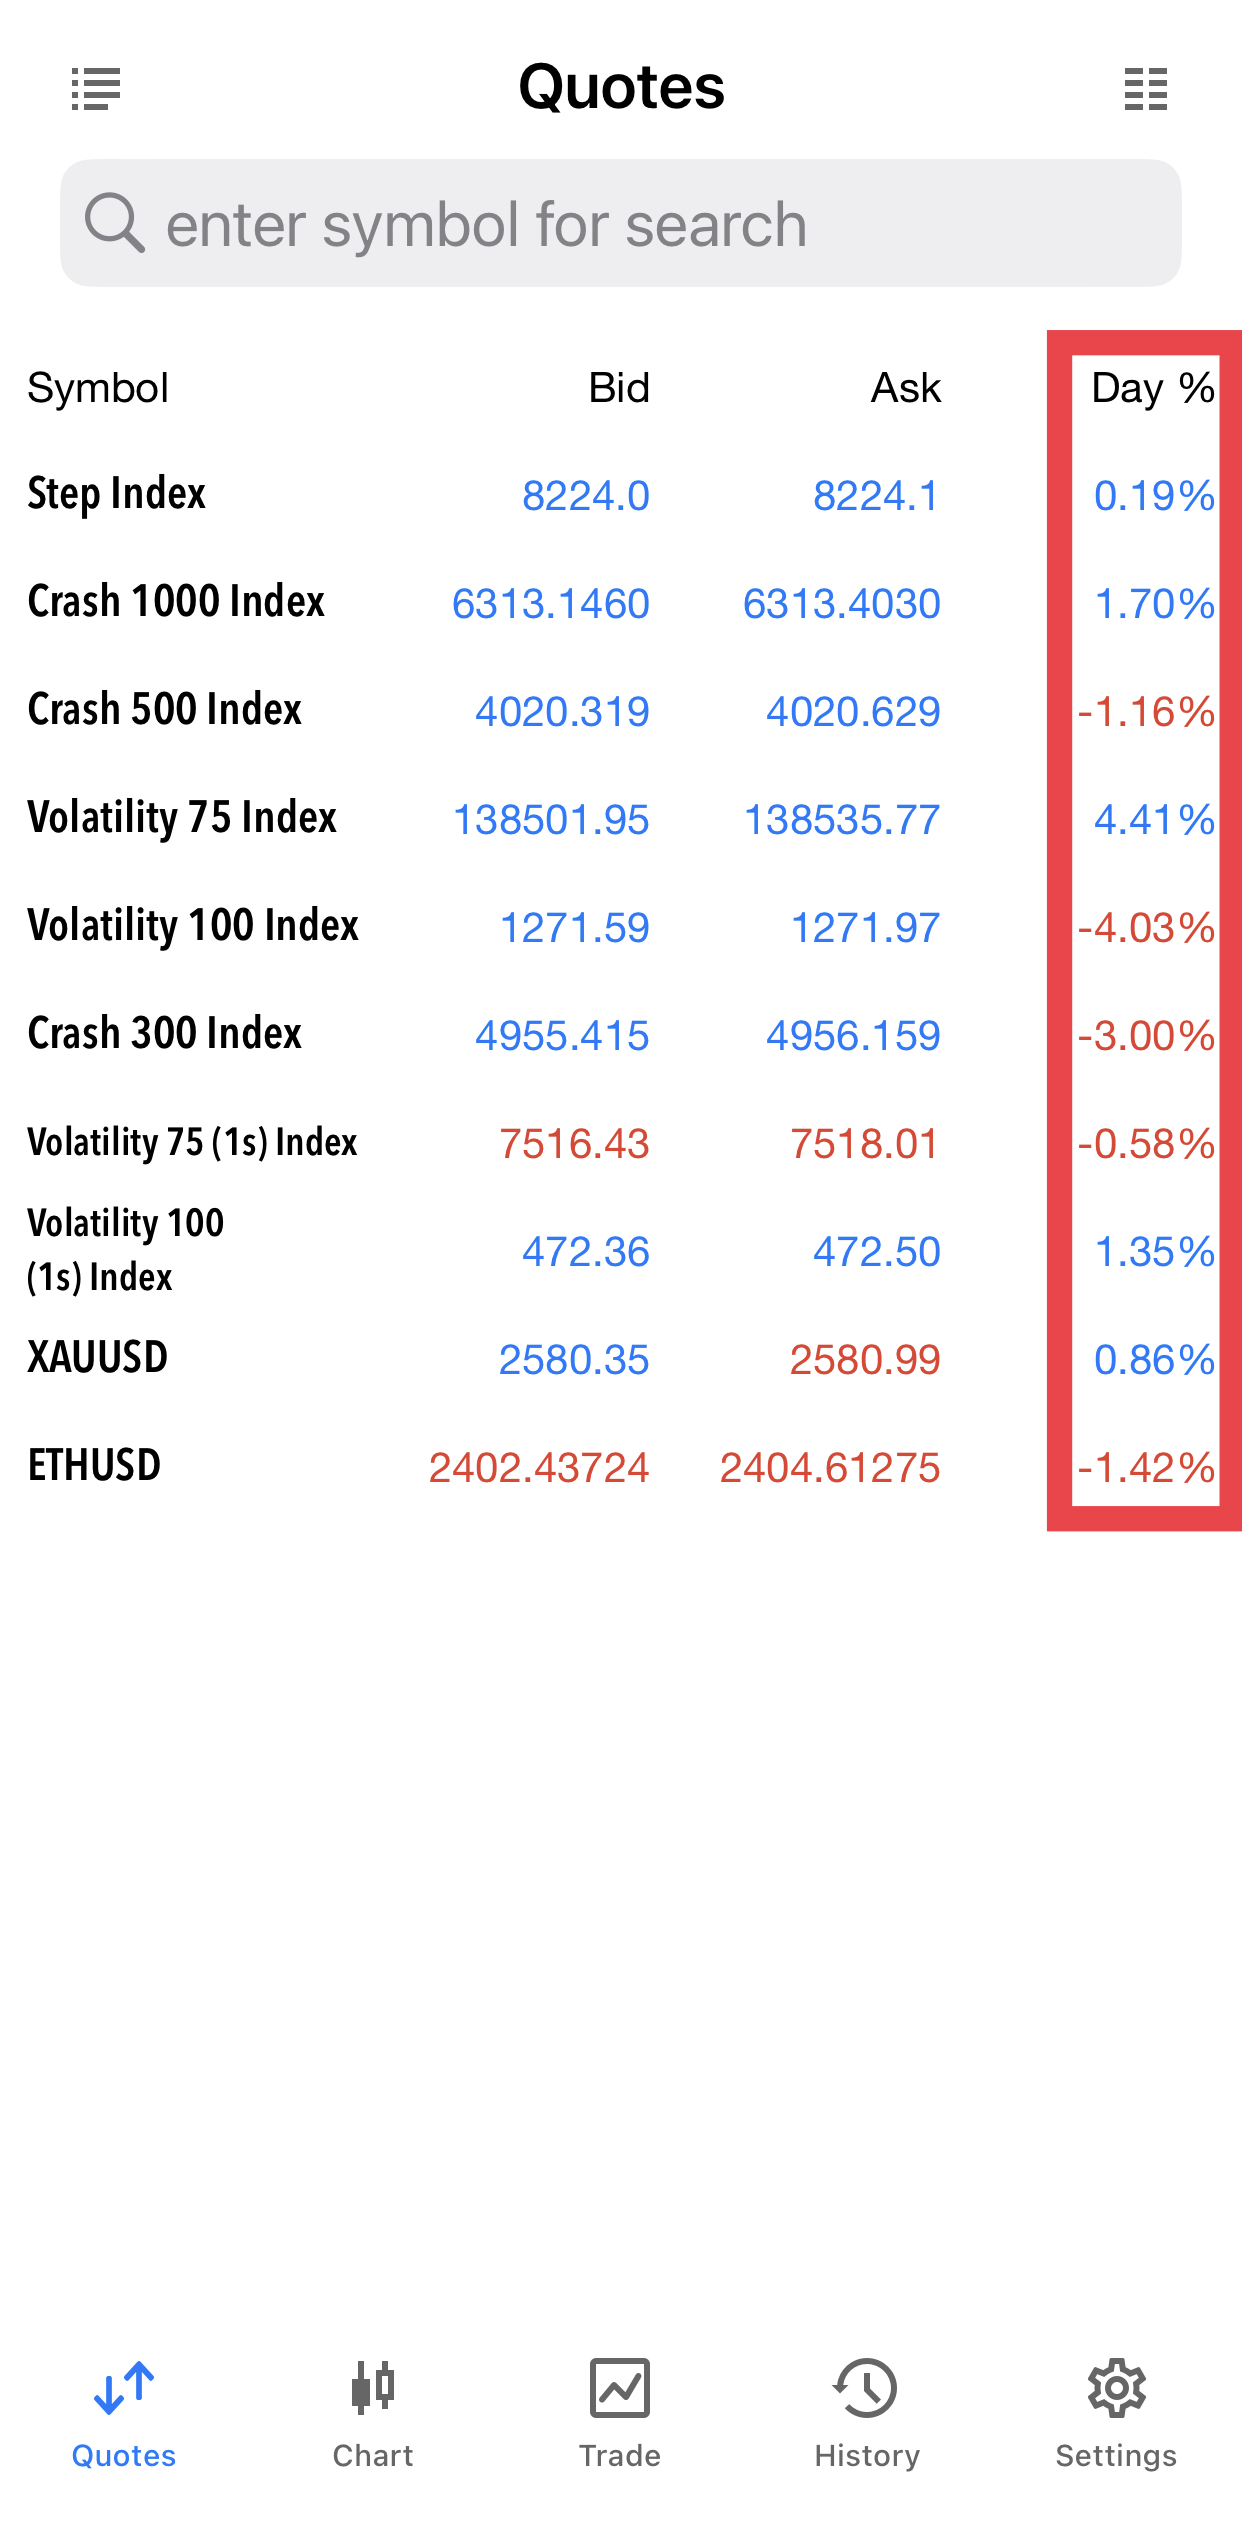 Quotes
enter symbol for search
Symbol Bid Ask Day %
Step Index 8224.0 8224.1 0.19%
Crash 1000 Index 6313.1460 6313.4030 1.70%
Crash 500 Index 4020.319 4020.629 -1.16%
Volatility 75 Index 138501.95 138535.77 4.41%
Volatility 100 Index 1271.59 1271.97 -4.03%
Crash 300 Index 4955.415 4956.159 -3.00%
Volatility 75 (1s) Index 7516.43 7518.01 -0.58%
Volatility 100
(1s) Index 472.36 472.50 1.35%
XAUUSD 2580.35 2580.99 0.86%
ETHUSD 2402.43724 2404.61275 -1.42%
Quotes Chart Trade History Settings